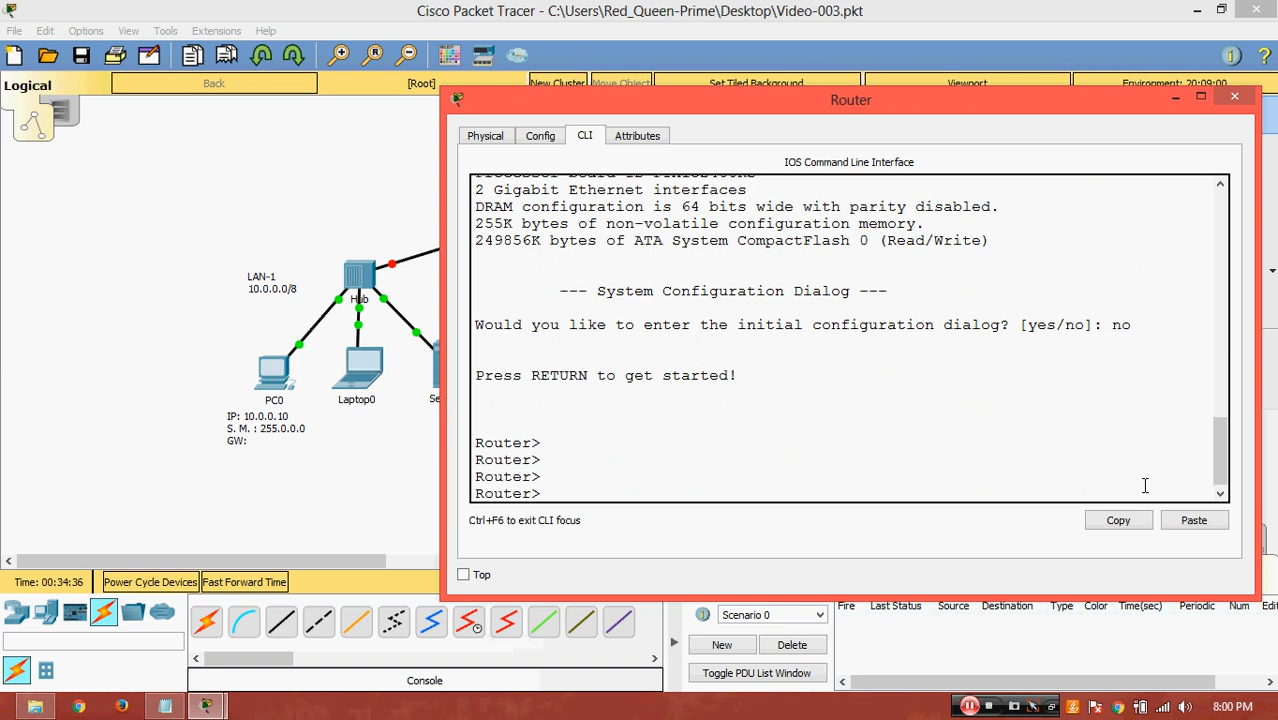 Cisco Packet Tracer - C:\Users\Red_Queen-Prime\Desktop\Video-003.pkt
File Edit Options View Tools Extensions Help
Logical Back [Root] New Cluster Move Object Set Tiled Background Viewport Environment: 20:09:00
Router
Physical Config CLI Attributes
IOS Command Line Interface
2 Gigabit Ethernet interfaces
DRAM configuration is 64 bits wide with parity disabled.
255K bytes of non-volatile configuration memory.
249856K bytes of ATA System CompactFlash 0 (Read/Write)
--- System Configuration Dialog ---
Would you like to enter the initial configuration dialog? [yes/no]: no
Press RETURN to get started!
Router>
Router>
Router>
Router>
Ctrl+F6 to exit CLI focus
Copy Paste
Top
LAN-1
10.0.0.0/8
Hub
PC0 Laptop0
IP: 10.0.0.10
S. M. : 255.0.0.0
GW:
Time: 00:34:36 Power Cycle Devices Fast Forward Time
Scenario 0
New Delete
Toggle PDU List Window
Fire Last Status Source Destination Type Color Time(sec) Periodic Num Edi
Console
8:00 PM